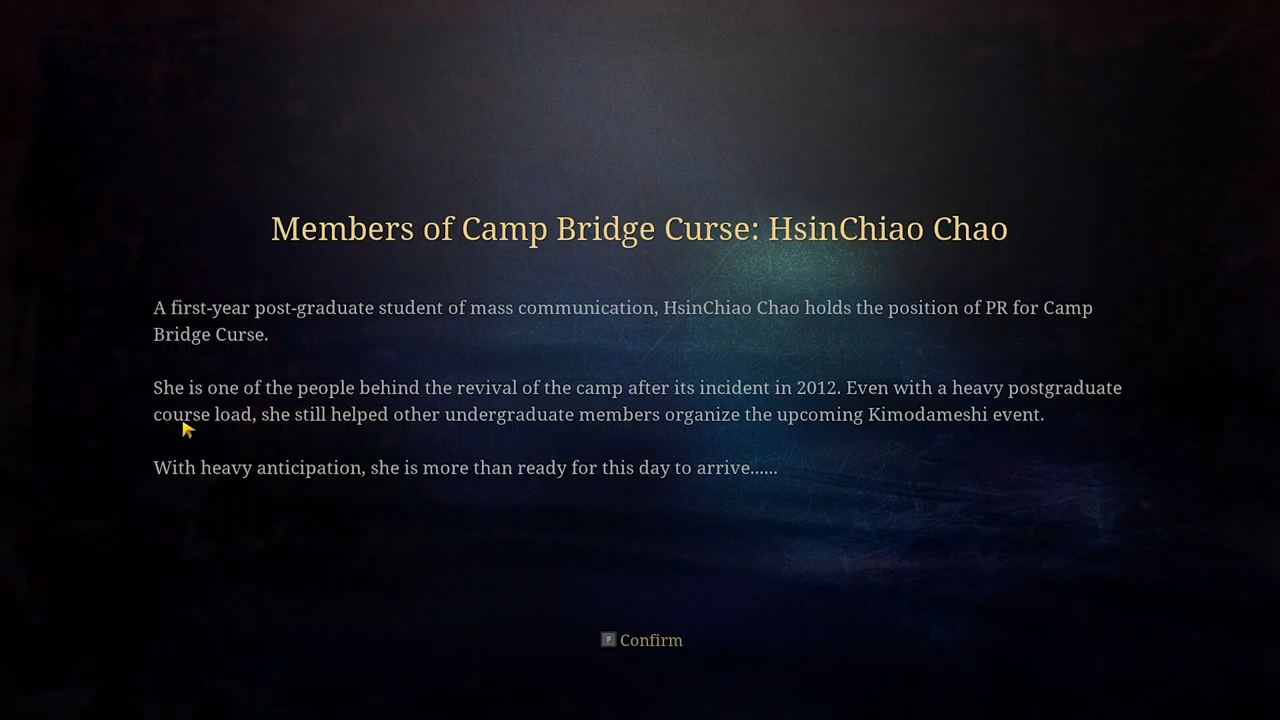 Members of Camp Bridge Curse: HsinChiao Chao
A first-year post-graduate student of mass communication, HsinChiao Chao holds the position of PR for Camp
Bridge Curse.
She is one of the people behind the revival of the camp after its incident in 2012. Even with a heavy postgraduate
course load, she still helped other undergraduate members organize the upcoming Kimodameshi event.
With heavy anticipation, she is more than ready for this day to arrive......
F Confirm